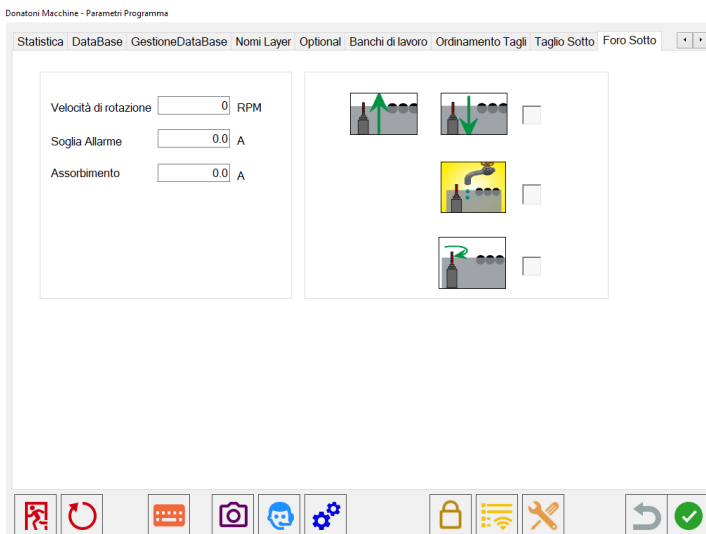 Donatoni Macchine - Parametri Programma
Statistica DataBase GestioneDataBase Nomi Layer Optional Banchi di lavoro Ordinamento Tagli Taglio Sotto Foro Sotto
Velocità di rotazione 0 RPM
Soglia Allarme 0.0 A
Assorbimento 0.0 A